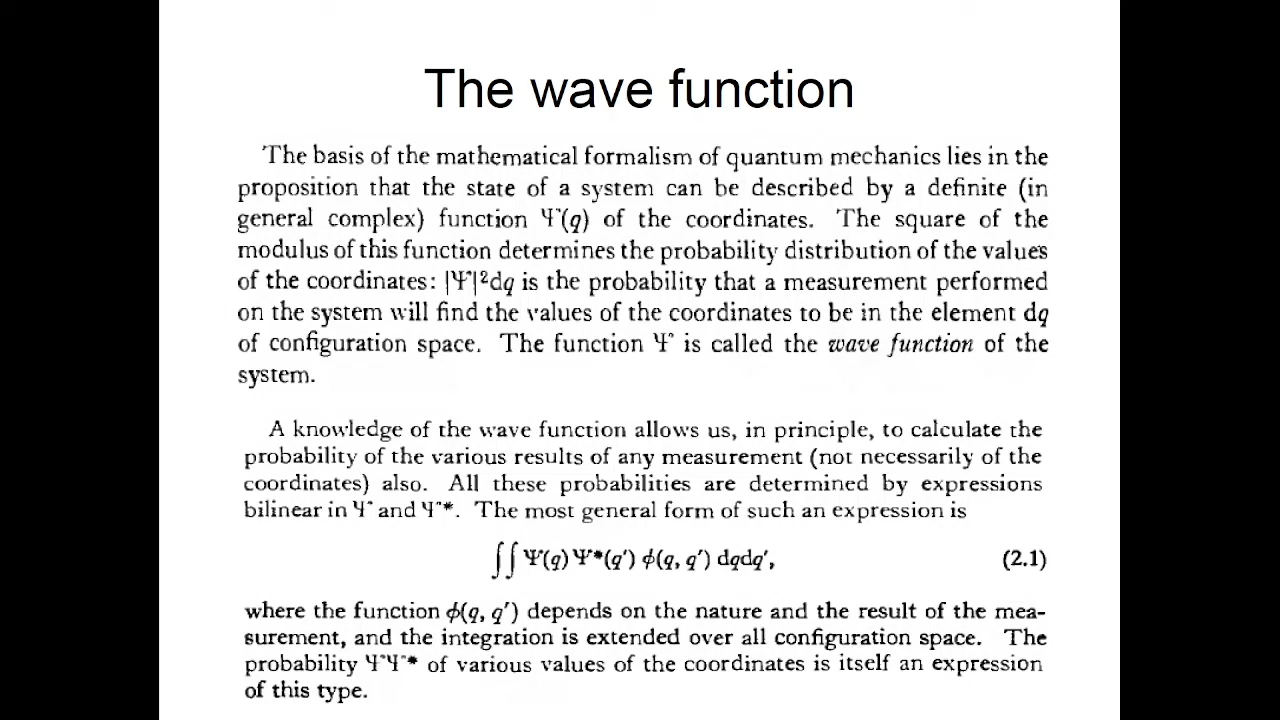 The wave function
The basis of the mathematical formalism of quantum mechanics lies in the
proposition that the state of a system can be described by a definite (in
general complex) function Ψ(q) of the coordinates. The square of the
modulus of this function determines the probability distribution of the values
of the coordinates: |Ψ|²dq is the probability that a measurement performed
on the system will find the values of the coordinates to be in the element dq
of configuration space. The function Ψ is called the wave function of the
system.
A knowledge of the wave function allows us, in principle, to calculate the
probability of the various results of any measurement (not necessarily of the
coordinates) also. All these probabilities are determined by expressions
bilinear in Ψ and Ψ*. The most general form of such an expression is
∫∫ Ψ(q) Ψ*(q′) ϕ(q, q′) dqdq′, (2.1)
where the function ϕ(q, q′) depends on the nature and the result of the mea-
surement, and the integration is extended over all configuration space. The
probability ΨΨ* of various values of the coordinates is itself an expression
of this type.